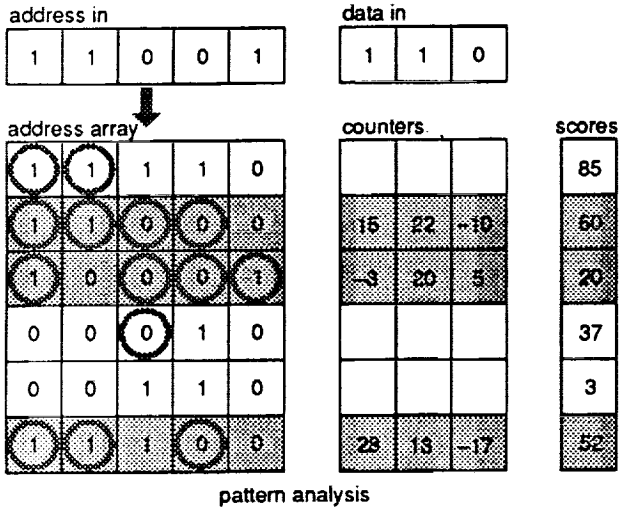 address in data in
1 1 0 0 1 1 1 0
address array counters scores
1 1 1 1 0 85
1 1 0 0 0 15 22 -10 60
1 0 0 0 1 -3 20 5 20
0 0 0 1 0 37
0 0 1 1 0 3
1 1 1 0 0 23 13 -17 52
pattern analysis